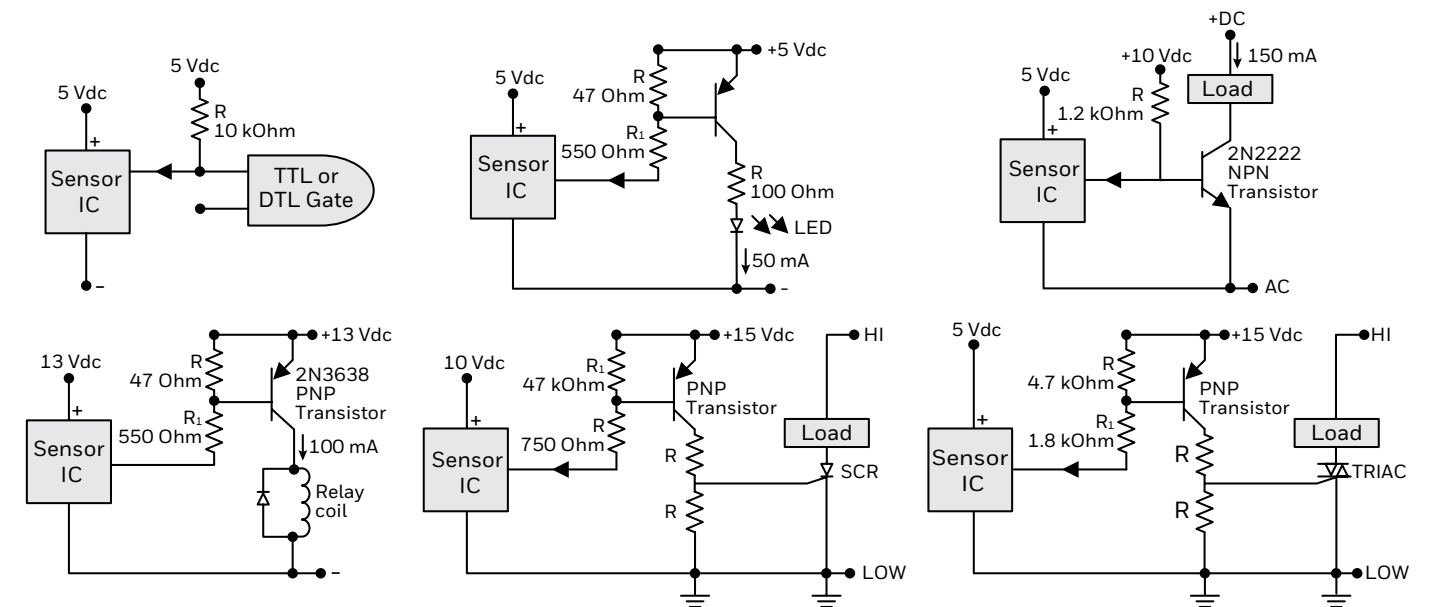 5 Vdc
5 Vdc
R
10 kOhm
+
Sensor
IC
TTL or
DTL Gate
–
+5 Vdc
5 Vdc
R
47 Ohm
+
R1
550 Ohm
Sensor
IC
R
100 Ohm
LED
50 mA
-
+DC
150 mA
+10 Vdc
5 Vdc
Load
R
1.2 kOhm
+
Sensor
IC
2N2222
NPN
Transistor
AC
+13 Vdc
13 Vdc
R
47 Ohm
2N3638
PNP
Transistor
+
R1
550 Ohm
Sensor
IC
100 mA
Relay
coil
–
+15 Vdc
HI
10 Vdc
R1
47 kOhm
PNP
Transistor
+
R
750 Ohm
Load
Sensor
IC
R
SCR
R
LOW
+15 Vdc
HI
5 Vdc
R
4.7 kOhm
PNP
Transistor
+
R1
1.8 kOhm
Load
Sensor
IC
R
TRIAC
R
LOW